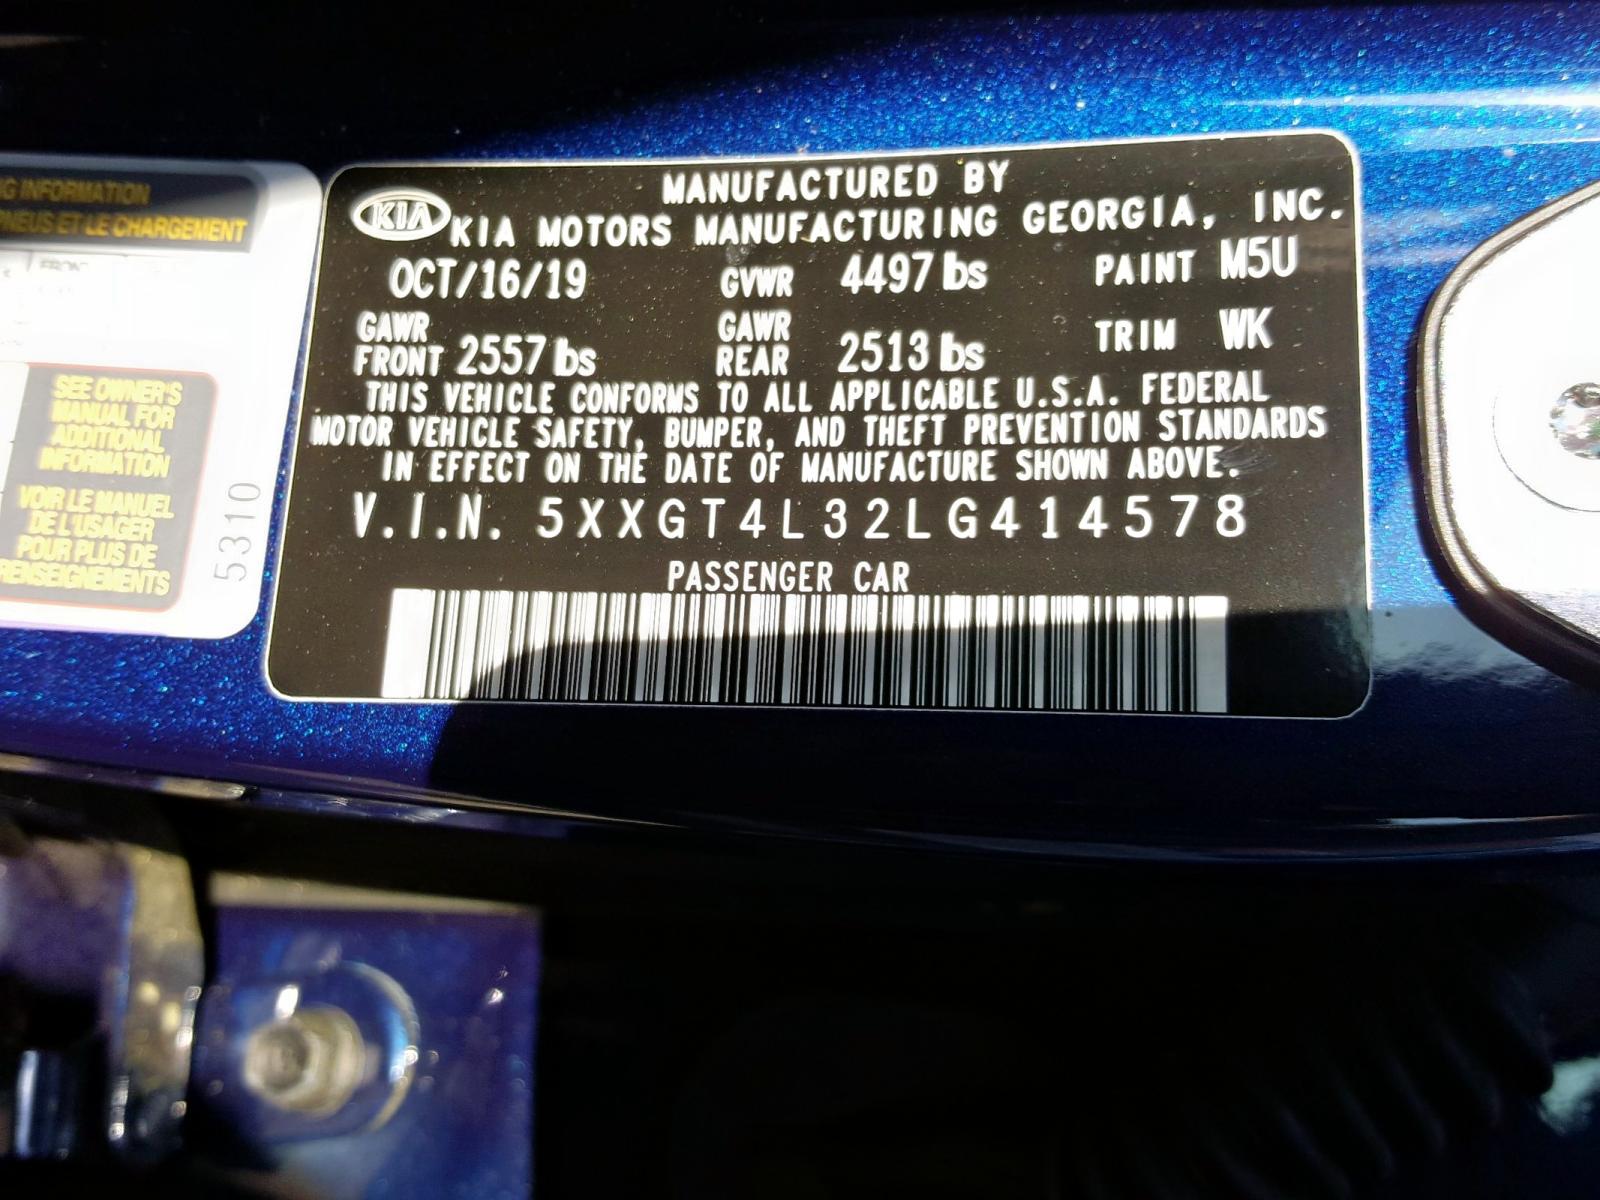 G INFORMATION
PNEUS ET LE CHARGEMENT
SEE OWNER'S
MANUAL FOR
ADDITIONAL
INFORMATION
VOIR LE MANUEL
DE L'USAGER
POUR PLUS DE
RENSEIGNEMENTS
5310
MANUFACTURED BY
KIA KIA MOTORS MANUFACTURING GEORGIA, INC.
OCT/16/19 GVWR 4497 lbs PAINT M5U
GAWR FRONT 2557 lbs GAWR REAR 2513 lbs TRIM WK
THIS VEHICLE CONFORMS TO ALL APPLICABLE U.S.A. FEDERAL
MOTOR VEHICLE SAFETY, BUMPER, AND THEFT PREVENTION STANDARDS
IN EFFECT ON THE DATE OF MANUFACTURE SHOWN ABOVE.
V.I.N. 5XXGT4L32LG414578
PASSENGER CAR